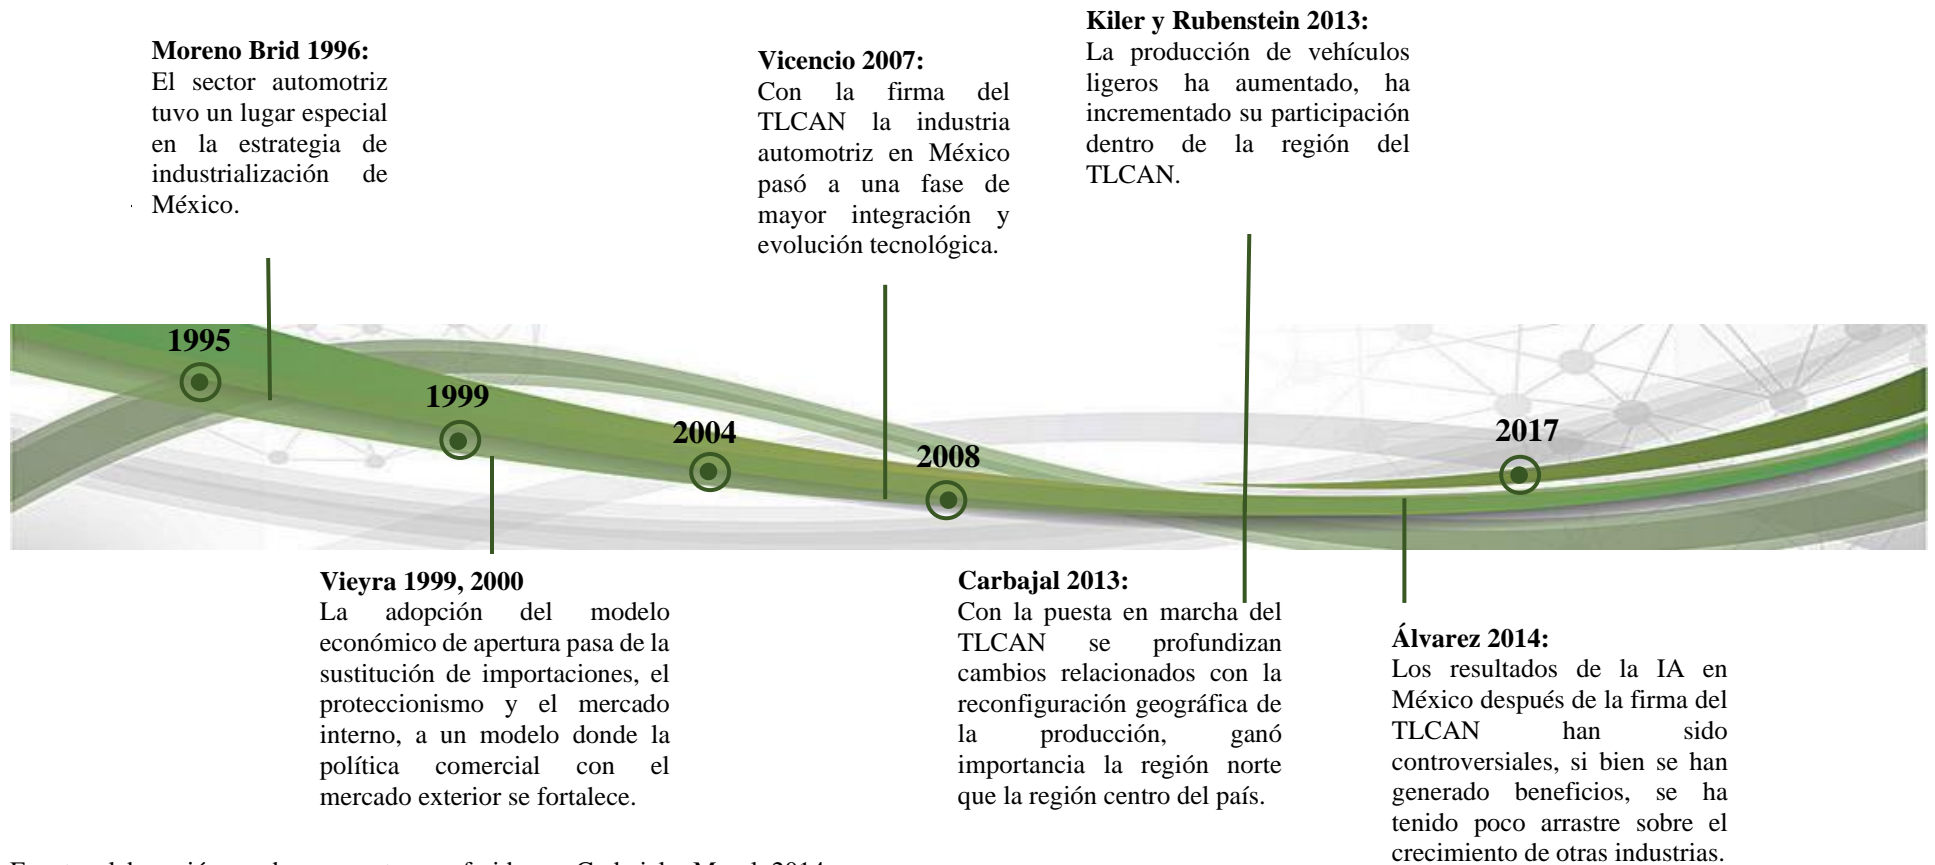 Moreno Brid 1996:
El sector automotriz
tuvo un lugar especial
en la estrategia de
industrialización de
México.
Vicencio 2007:
Con la firma del
TLCAN la industria
automotriz en México
pasó a una fase de
mayor integración y
evolución tecnológica.
Kiler y Rubenstein 2013:
La producción de vehículos
ligeros ha aumentado, ha
incrementado su participación
dentro de la región del
TLCAN.
1995
1999
2004
2008
2017
Vieyra 1999, 2000
La adopción del modelo
económico de apertura pasa de la
sustitución de importaciones, el
proteccionismo y el mercado
interno, a un modelo donde la
política comercial con el
mercado exterior se fortalece.
Carbajal 2013:
Con la puesta en marcha del
TLCAN se profundizan
cambios relacionados con la
reconfiguración geográfica de
la producción, ganó
importancia la región norte
que la región centro del país.
Álvarez 2014:
Los resultados de la IA en
México después de la firma del
TLCAN han sido
controversiales, si bien se han
generado beneficios, se ha
tenido poco arrastre sobre el
crecimiento de otras industrias.